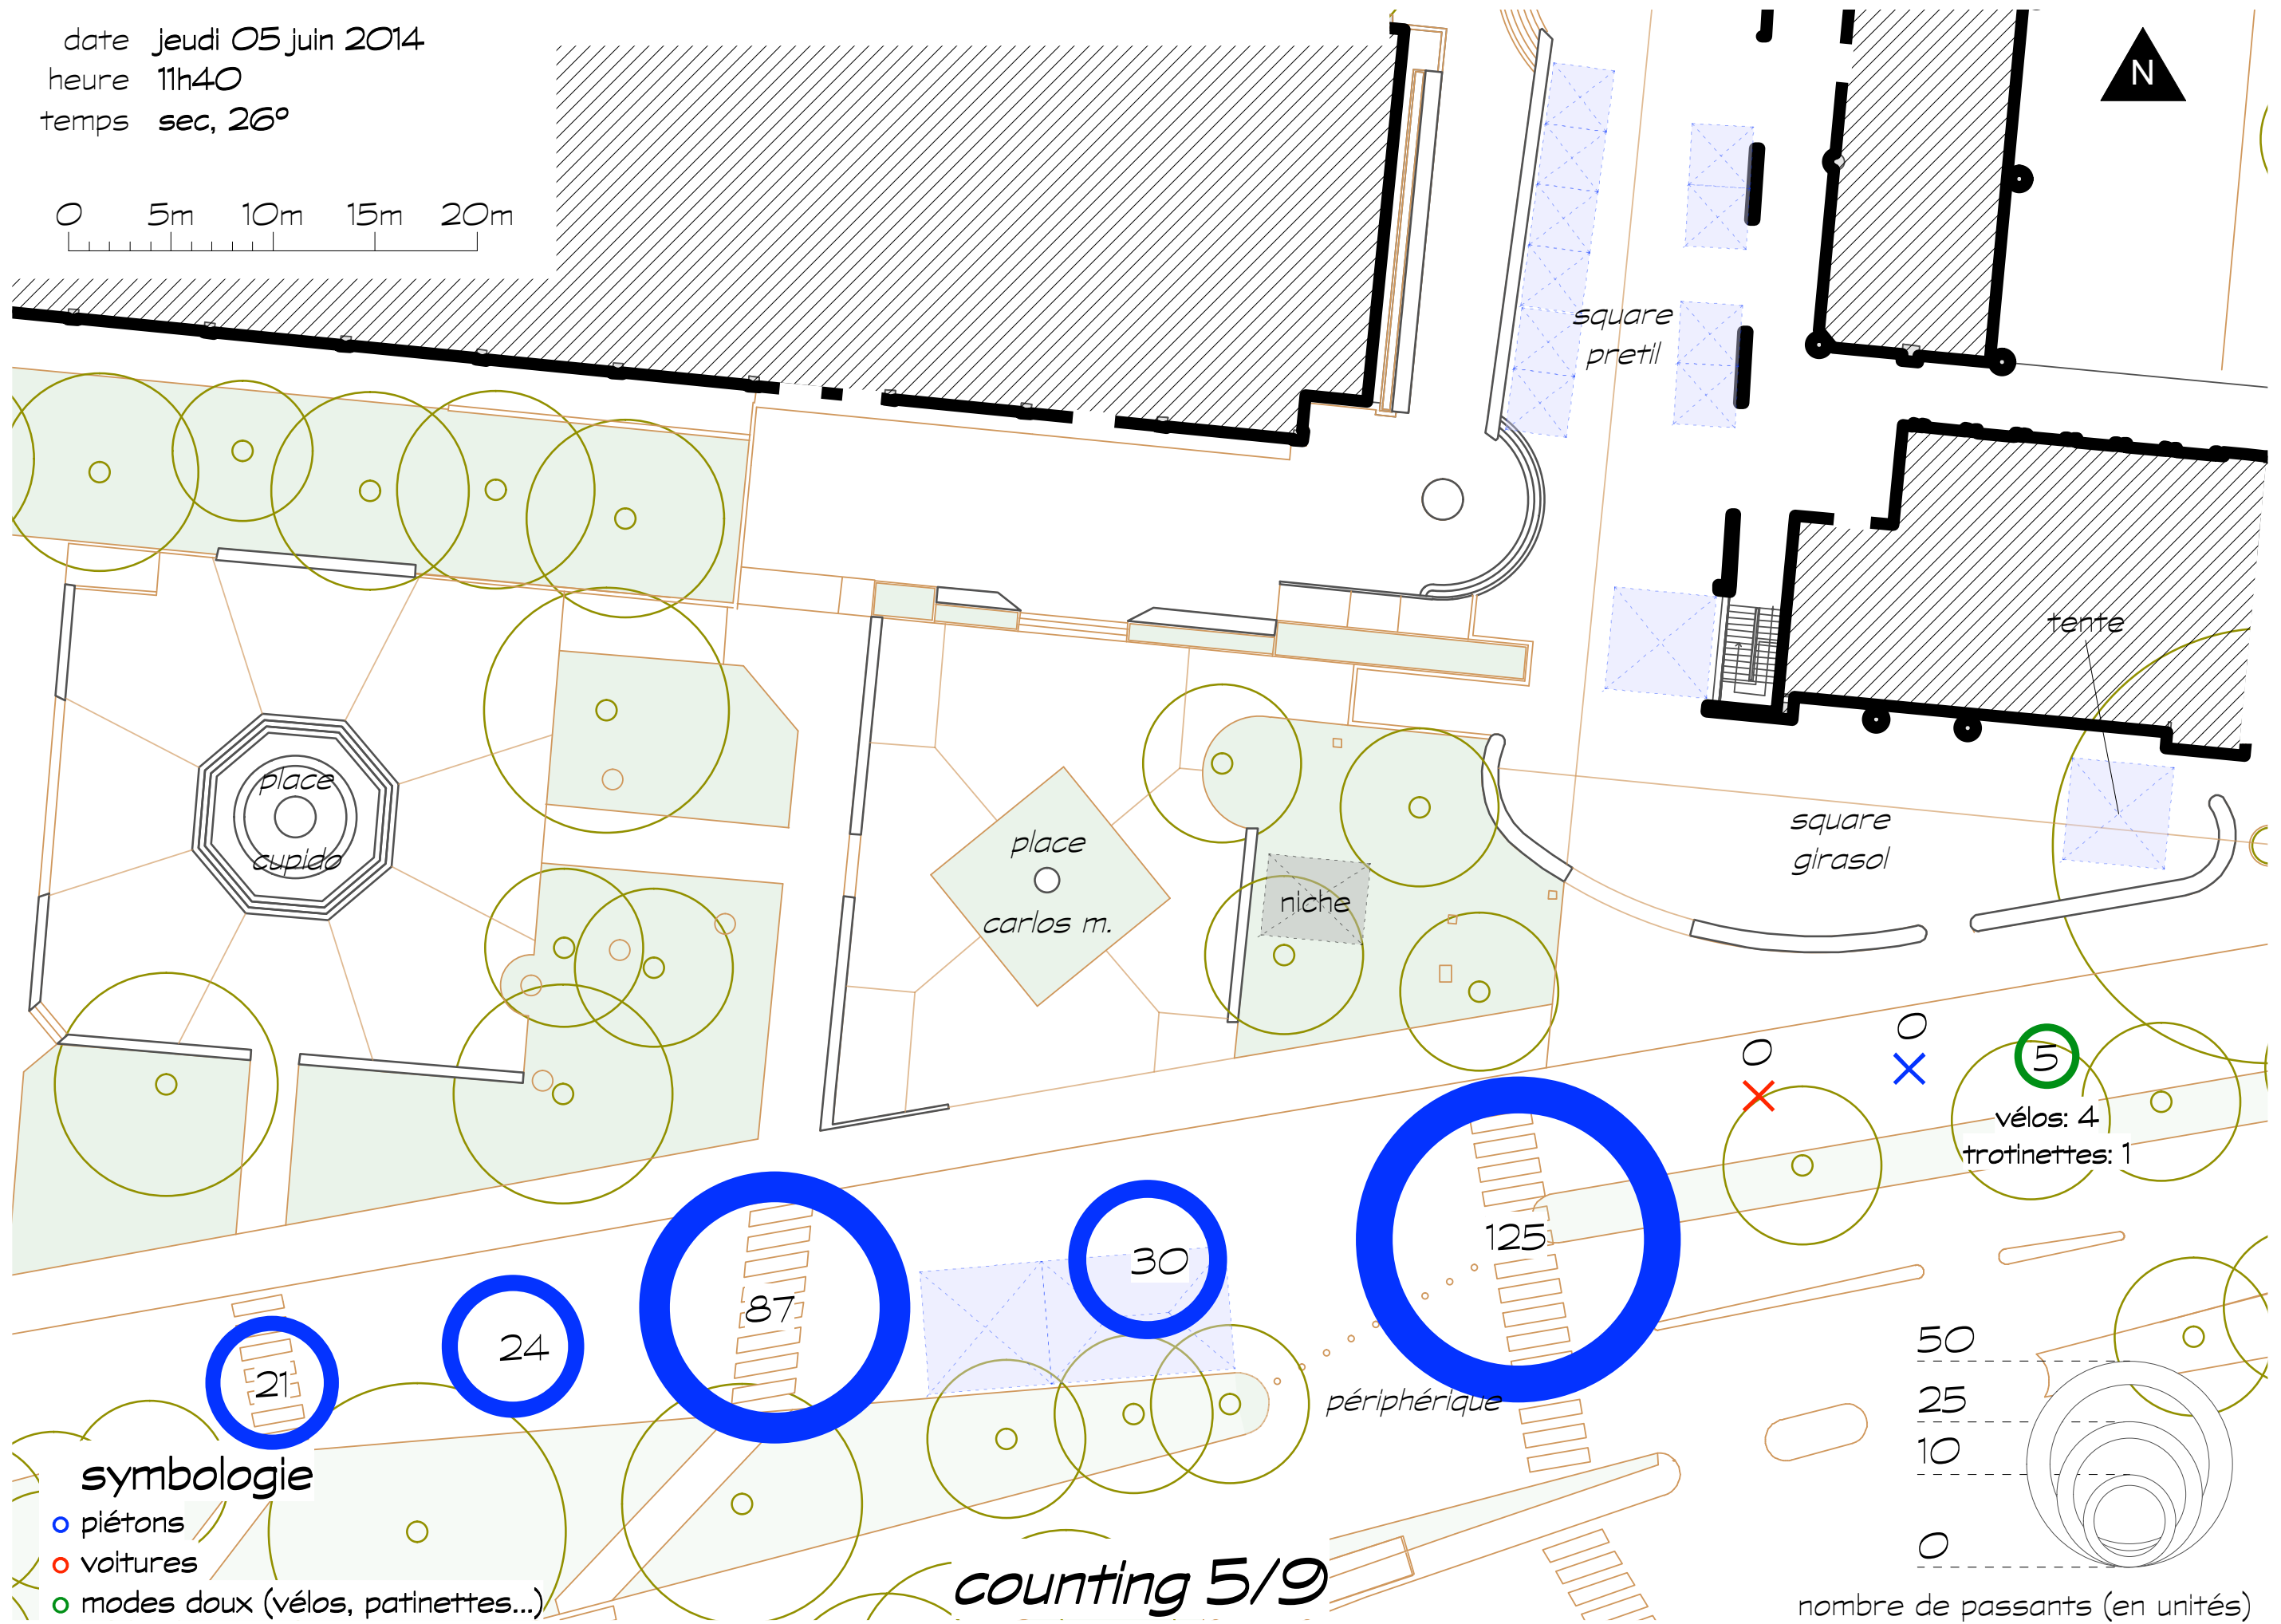 date jeudi 05 juin 2014
heure 11h40
temps sec, 26°
0 5m 10m 15m 20m
N
square
pretil
tente
place
cupido
place
carlos m.
niche
square
girasol
0
0
5
vélos: 4
trotinettes: 1
125
30
87
24
21
périphérique
symbologie
piétons
voitures
modes doux (vélos, patinettes...)
counting 5/9
50
25
10
0
nombre de passants (en unités)